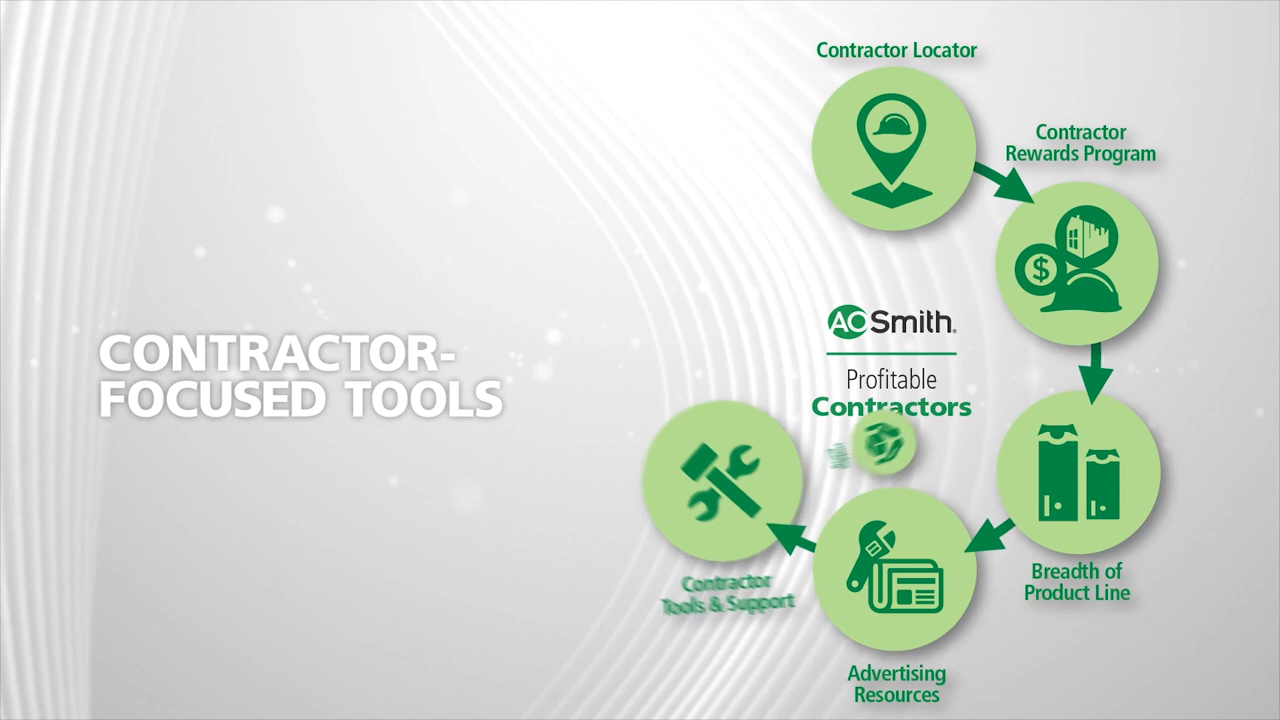 CONTRACTOR-
FOCUSED TOOLS
Contractor Locator
Contractor
Rewards Program
AO Smith®
Profitable
Contractors
Breadth of
Product Line
Advertising
Resources
Contractor
Tools & Support
$